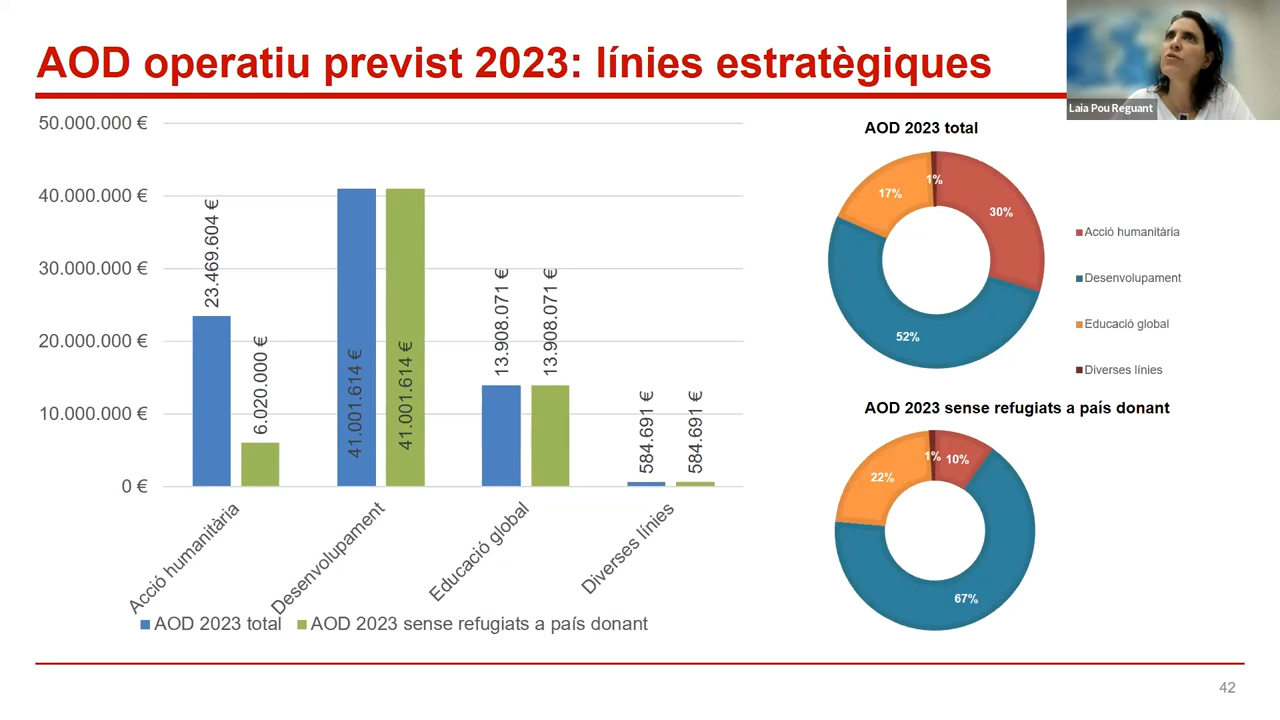 AOD operatiu previst 2023: línies estratègiques
Laia Pou Reguant
50.000.000 €
40.000.000 €
30.000.000 €
20.000.000 €
10.000.000 €
0 €
23.469.604 €
6.020.000 €
41.001.614 €
41.001.614 €
13.908.071 €
13.908.071 €
584.691 €
584.691 €
Acció humanitària
Desenvolupament
Educació global
Diverses línies
AOD 2023 total
AOD 2023 sense refugiats a país donant
AOD 2023 total
1%
17%
30%
52%
Acció humanitària
Desenvolupament
Educació global
Diverses línies
AOD 2023 sense refugiats a país donant
1%
10%
22%
67%
42